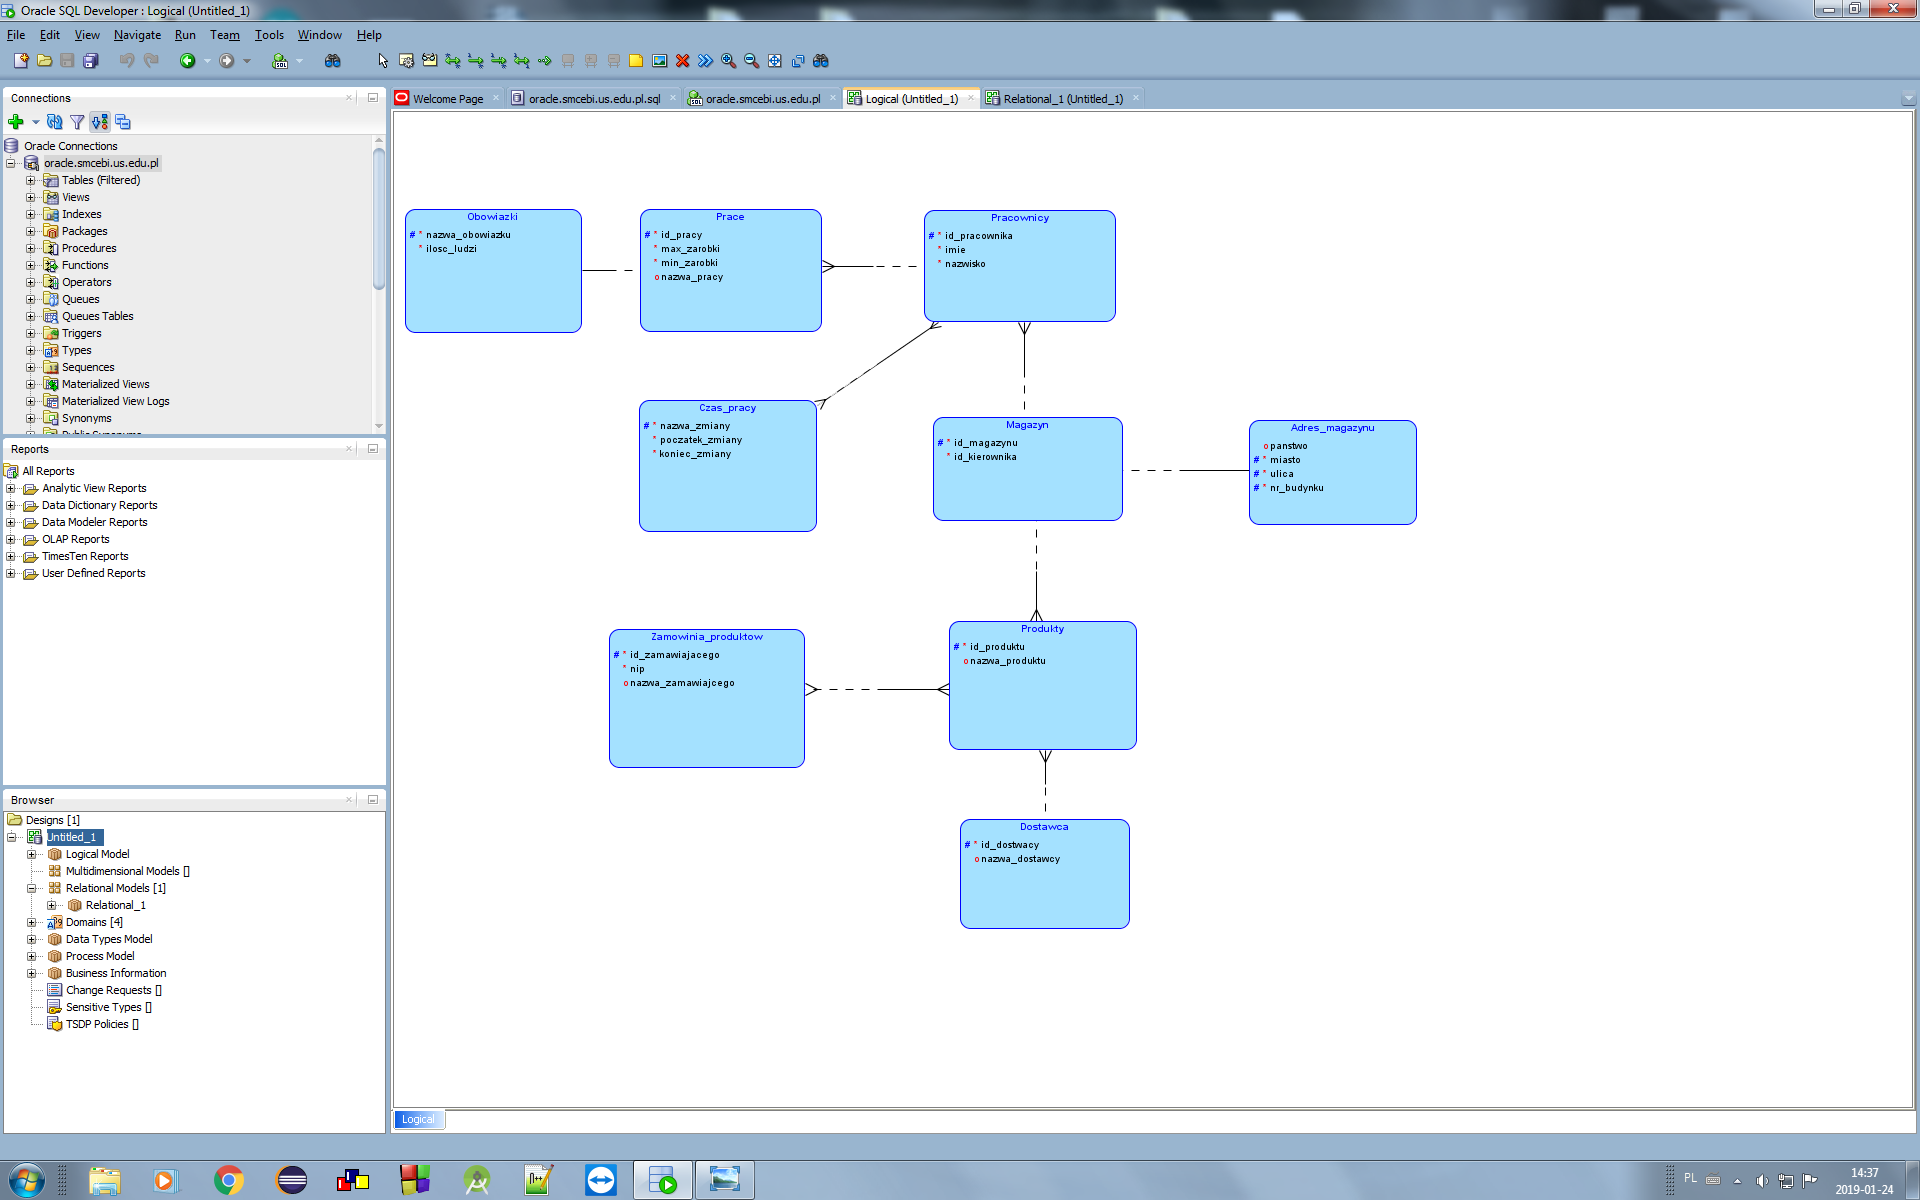 Oracle SQL Developer : Logical (Untitled_1)
File Edit View Navigate Run Team Tools Window Help
Connections
Oracle Connections
oracle.smcebi.us.edu.pl
Tables (Filtered)
Views
Indexes
Packages
Procedures
Functions
Operators
Queues
Queues Tables
Triggers
Types
Sequences
Materialized Views
Materialized View Logs
Synonyms
Reports
All Reports
Analytic View Reports
Data Dictionary Reports
Data Modeler Reports
OLAP Reports
TimesTen Reports
User Defined Reports
Browser
Designs [1]
Untitled_1
Logical Model
Multidimensional Models []
Relational Models [1]
Relational_1
Domains [4]
Data Types Model
Process Model
Business Information
Change Requests []
Sensitive Types []
TSDP Policies []
Welcome Page
oracle.smcebi.us.edu.pl.sql
oracle.smcebi.us.edu.pl
Logical (Untitled_1)
Relational_1 (Untitled_1)
Obowiazki
# * nazwa_obowiazku
* ilosc_ludzi
Prace
# * id_pracy
* max_zarobki
* min_zarobki
o nazwa_pracy
Pracownicy
# * id_pracownika
* imie
* nazwisko
Czas_pracy
# * nazwa_zmiany
* poczatek_zmiany
* koniec_zmiany
Magazyn
# * id_magazynu
* id_kierownika
Adres_magazynu
o panstwo
# * miasto
# * ulica
# * nr_budynku
Zamowinia_produktow
# * id_zamawiajacego
* nip
o nazwa_zamawiajcego
Produkty
# * id_produktu
o nazwa_produktu
Dostawca
# * id_dostwacy
o nazwa_dostawcy
Logical
PL
14:37
2019-01-24